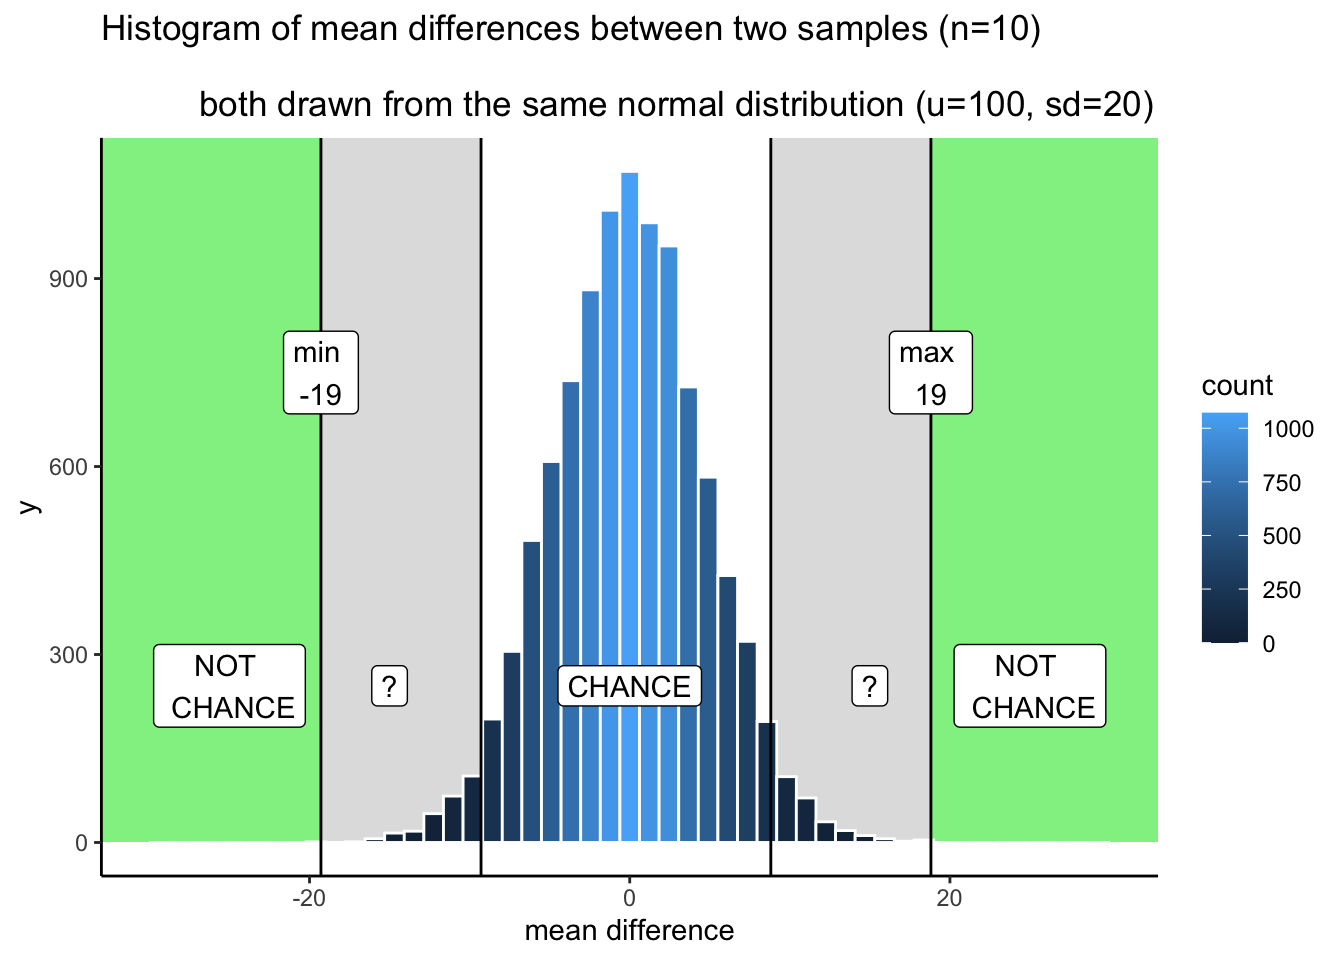 Histogram of mean differences between two samples (n=10)
both drawn from the same normal distribution (u=100, sd=20)
900
600
300
0
y
min
-19
max
19
NOT
CHANCE
?
CHANCE
?
NOT
CHANCE
-20
0
20
mean difference
count
1000
750
500
250
0